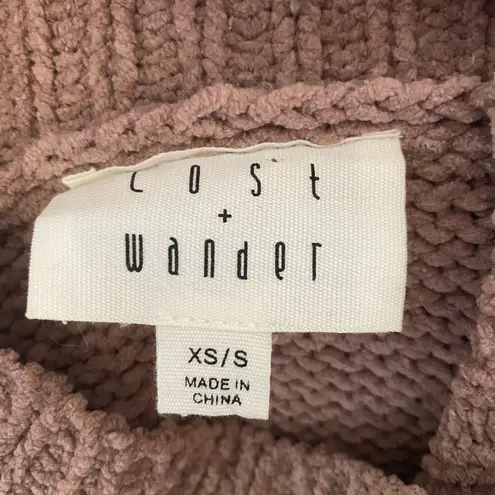 Lost
+
wander
XS/S
MADE IN
CHINA